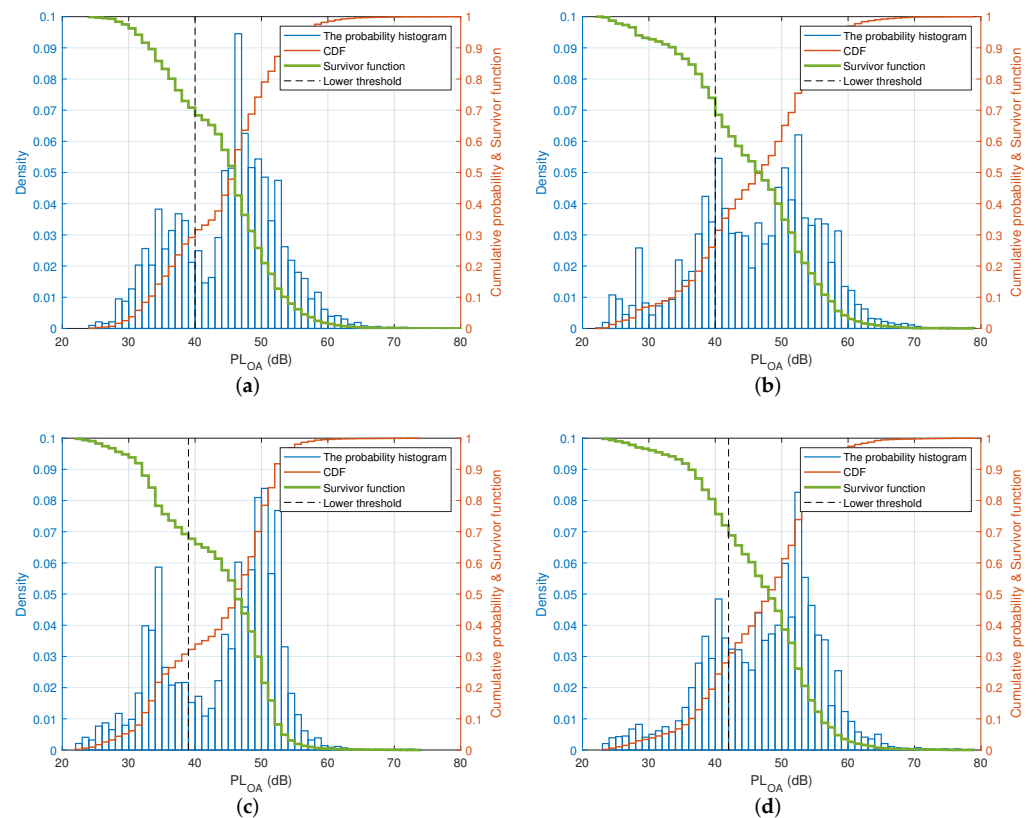 0.1
0.09
0.08
0.07
0.06
0.05
0.04
0.03
0.02
0.01
0
Density
20 30 40 50 60 70 80
PL_OA (dB)
1
0.9
0.8
0.7
0.6
0.5
0.4
0.3
0.2
0.1
0
Cumulative probability & Survivor function
The probability histogram
CDF
Survivor function
Lower threshold
(a)
0.1
0.09
0.08
0.07
0.06
0.05
0.04
0.03
0.02
0.01
0
Density
20 30 40 50 60 70 80
PL_OA (dB)
1
0.9
0.8
0.7
0.6
0.5
0.4
0.3
0.2
0.1
0
Cumulative probability & Survivor function
The probability histogram
CDF
Survivor function
Lower threshold
(b)
0.1
0.09
0.08
0.07
0.06
0.05
0.04
0.03
0.02
0.01
0
Density
20 30 40 50 60 70 80
PL_OA (dB)
1
0.9
0.8
0.7
0.6
0.5
0.4
0.3
0.2
0.1
0
Cumulative probability & Survivor function
The probability histogram
CDF
Survivor function
Lower threshold
(c)
0.1
0.09
0.08
0.07
0.06
0.05
0.04
0.03
0.02
0.01
0
Density
20 30 40 50 60 70 80
PL_OA (dB)
1
0.9
0.8
0.7
0.6
0.5
0.4
0.3
0.2
0.1
0
Cumulative probability & Survivor function
The probability histogram
CDF
Survivor function
Lower threshold
(d)